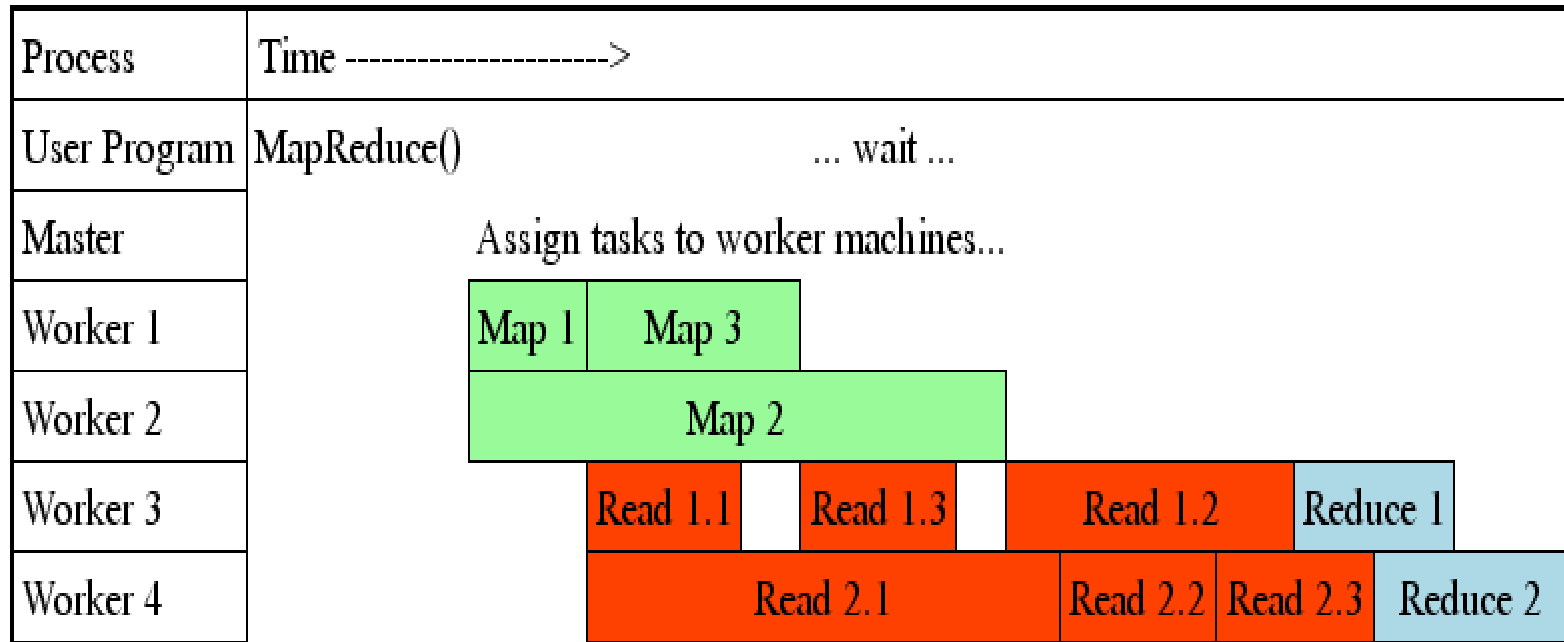 Process Time ---------------------->
User Program MapReduce() ... wait ...
Master Assign tasks to worker machines...
Worker 1 Map 1 Map 3
Worker 2 Map 2
Worker 3 Read 1.1 Read 1.3 Read 1.2 Reduce 1
Worker 4 Read 2.1 Read 2.2 Read 2.3 Reduce 2